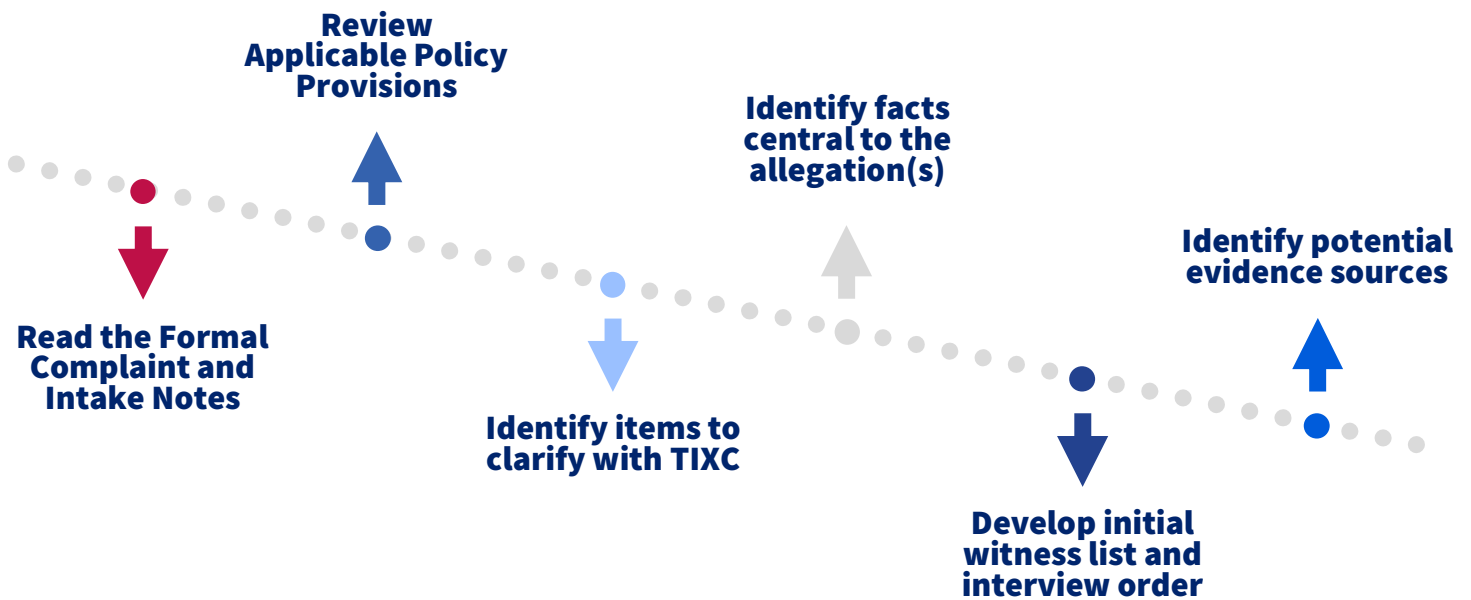 Read the Formal
Complaint and
Intake Notes
Review
Applicable Policy
Provisions
Identify items to
clarify with TIXC
Identify facts
central to the
allegation(s)
Develop initial
witness list and
interview order
Identify potential
evidence sources